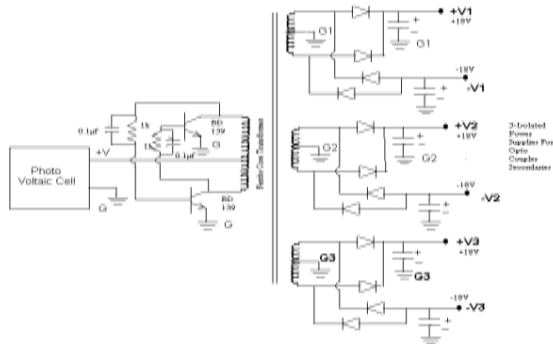 +V1
+18V
G1
G1
-18V
-V1
BD
139
0.1µf
1k
1k
0.1µf
G
+V
Photo
Voltaic Cell
G
BD
139
G
Ferrite Core Transformer
+V2
+18V
G2
G2
-18V
-V2
3-Isolated
Power
Supplies For
Opto
Coupler
Secondaries
+V3
+18V
G3
G3
-18V
-V3